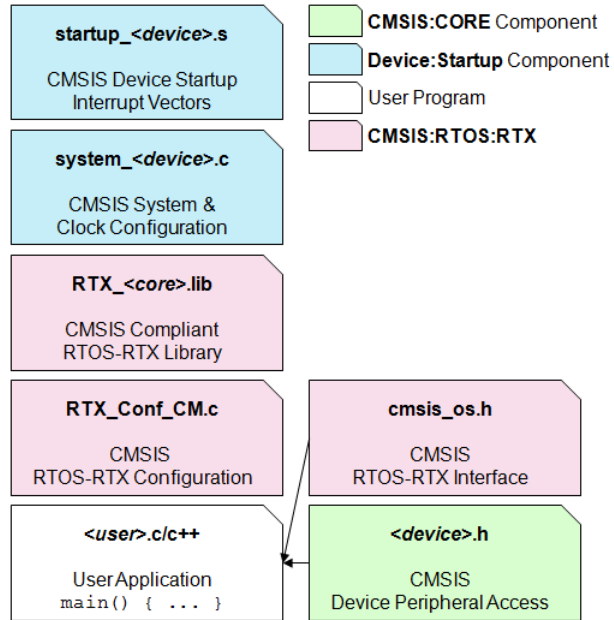 startup_<device>.s
CMSIS Device Startup
Interrupt Vectors
system_<device>.c
CMSIS System &
Clock Configuration
RTX_<core>.lib
CMSIS Compliant
RTOS-RTX Library
RTX_Conf_CM.c
CMSIS
RTOS-RTX Configuration
<user>.c/c++
User Application
main() { ... }
CMSIS:CORE Component
Device:Startup Component
User Program
CMSIS:RTOS:RTX
cmsis_os.h
CMSIS
RTOS-RTX Interface
<device>.h
CMSIS
Device Peripheral Access